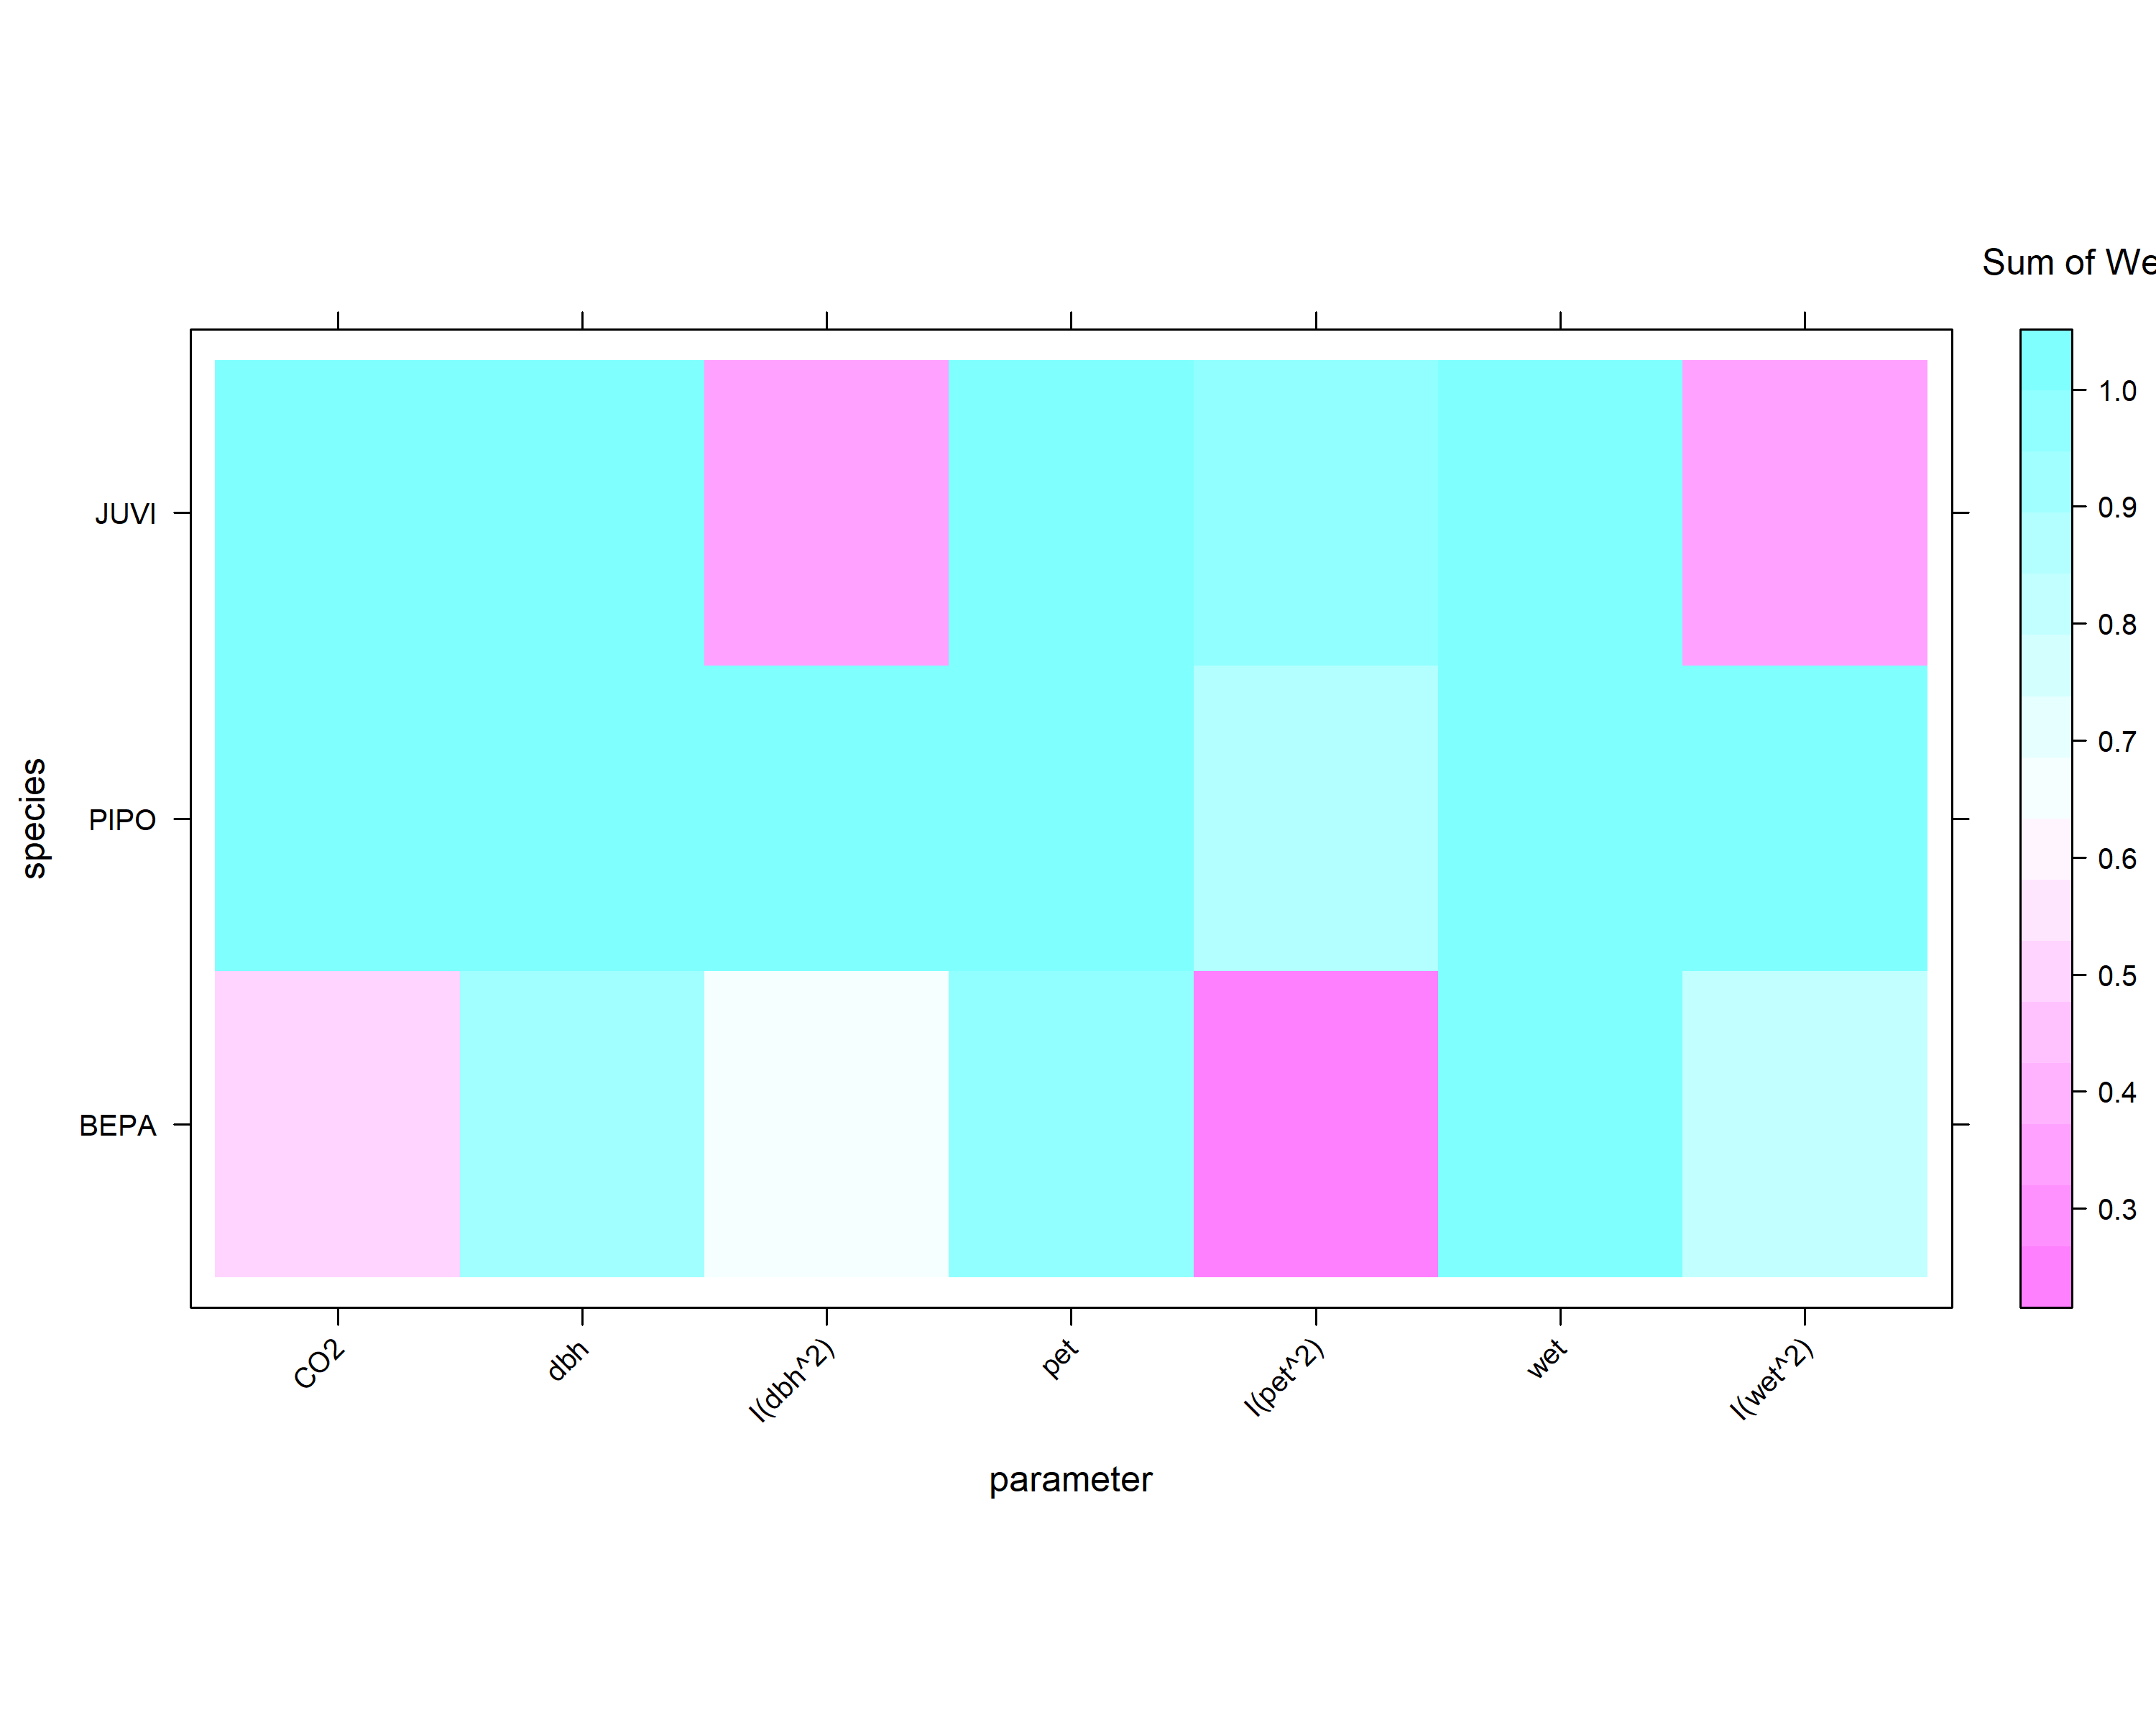 Sum of We
1.0
0.9
0.8
0.7
0.6
0.5
0.4
0.3
species
JUVI
PIPO
BEPA
CO2
dbh
I(dbh^2)
pet
I(pet^2)
wet
I(wet^2)
parameter